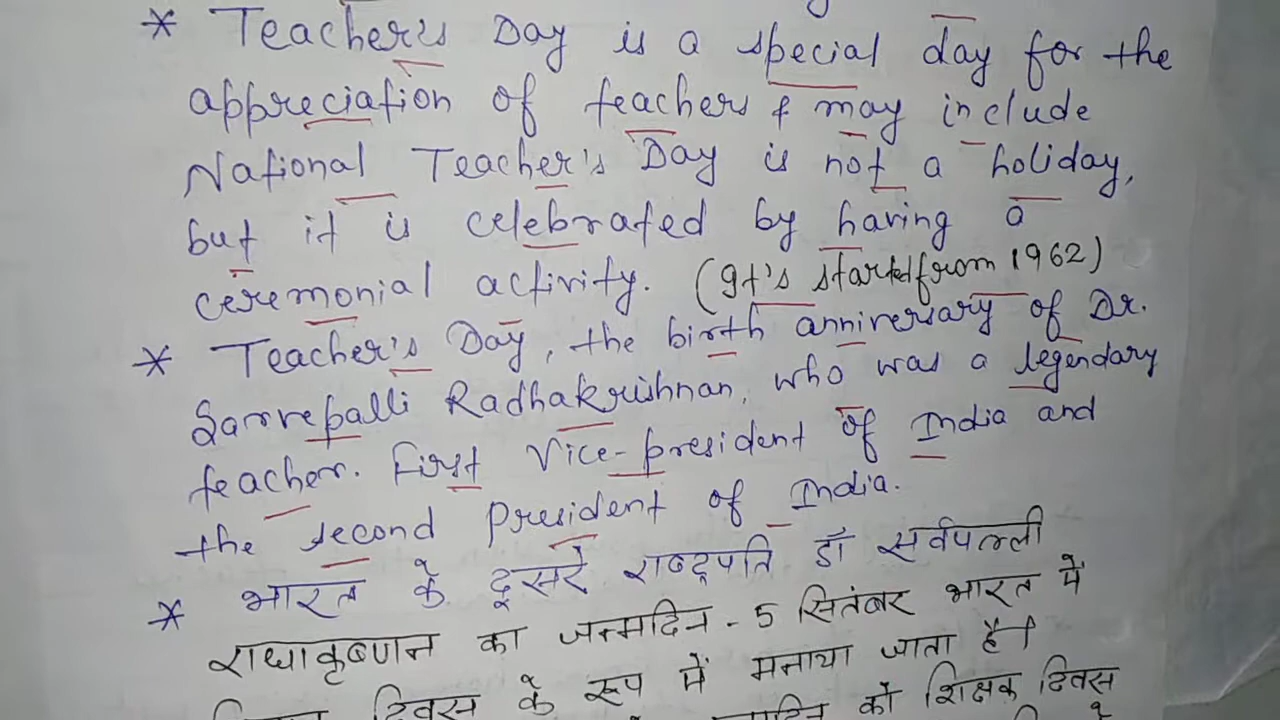 * Teacher's Day is a special day for the
appreciation of teachers & may include
National Teacher's Day is not a holiday,
but it is celebrated by having a
ceremonial activity. (It's started from 1962)
* Teacher's Day, the birth anniversary of Dr.
Sarvepalli Radhakrishnan, who was a legendary
teacher. First Vice-president of India and
the second President of India.
* भारत के दूसरे राष्ट्रपति डॉ सर्वपल्ली
राधाकृष्णन का जन्मदिन - 5 सितंबर भारत में
दिवस के रूप में मनाया जाता है।
को शिक्षक दिवस